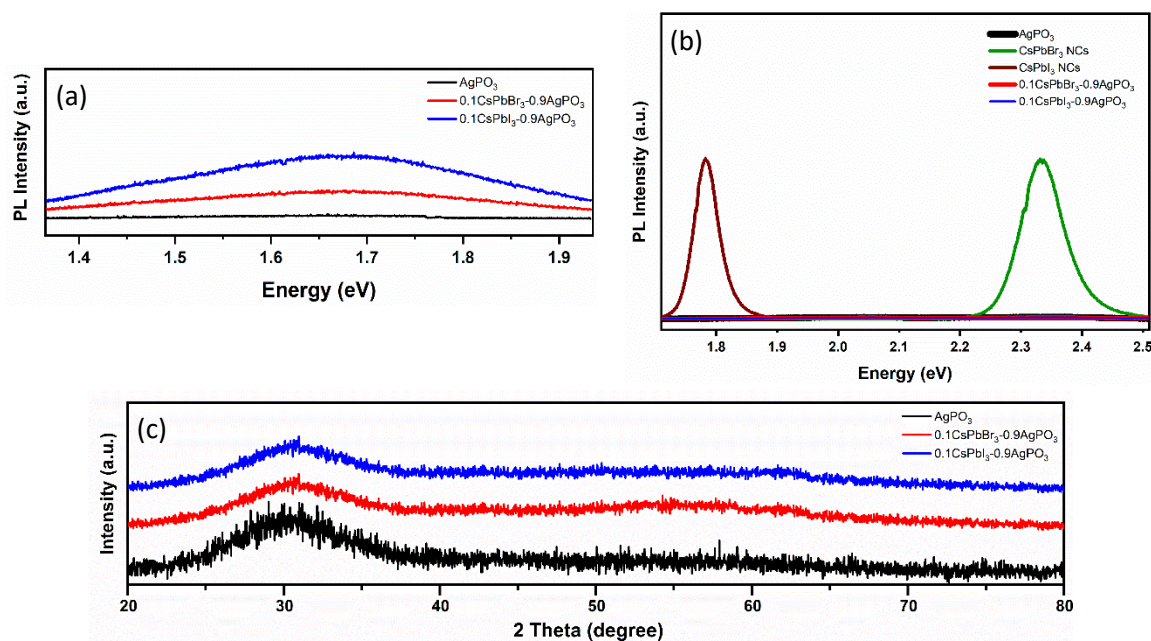 (a)
AgPO₃
0.1CsPbBr₃-0.9AgPO₃
0.1CsPbI₃-0.9AgPO₃
PL Intensity (a.u.)
1.4 1.5 1.6 1.7 1.8 1.9
Energy (eV)
(b)
AgPO₃
CsPbBr₃ NCs
CsPbI₃ NCs
0.1CsPbBr₃-0.9AgPO₃
0.1CsPbI₃-0.9AgPO₃
PL Intensity (a.u.)
1.8 1.9 2.0 2.1 2.2 2.3 2.4 2.5
Energy (eV)
(c)
AgPO₃
0.1CsPbBr₃-0.9AgPO₃
0.1CsPbI₃-0.9AgPO₃
Intensity (a.u.)
20 30 40 50 60 70 80
2 Theta (degree)